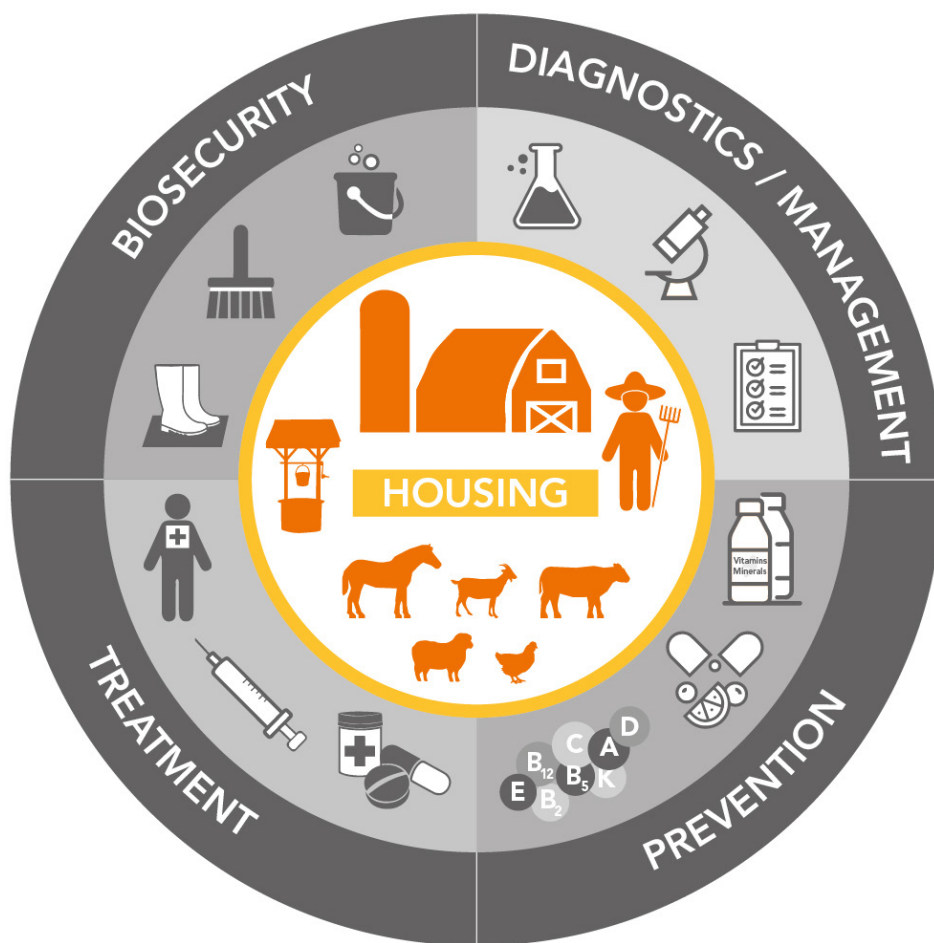 BIOSECURITY
DIAGNOSTICS / MANAGEMENT
HOUSING
Vitamins
Minerals
TREATMENT
PREVENTION
D
C
A
B12
B5
K
E
B2